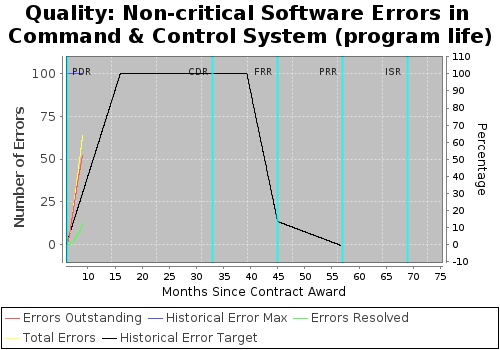 Quality: Non-critical Software Errors in
Command & Control System (program life)
Number of Errors
100
75
50
25
0
PDR
CDR
FRR
PRR
ISR
110
100
90
80
70
60
50
40
30
20
10
0
-10
Percentage
10 15 20 25 30 35 40 45 50 55 60 65 70 75
Months Since Contract Award
Errors Outstanding Historical Error Max Errors Resolved
Total Errors Historical Error Target